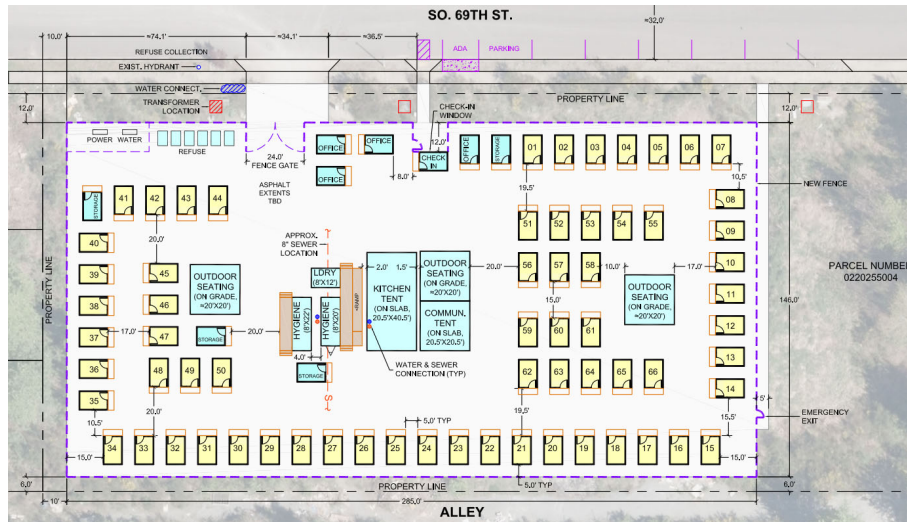 SO. 69TH ST.
10.0'
≈74.1'
≈34.1'
≈36.5'
≈32.0'
REFUSE COLLECTION
ADA
PARKING
EXIST. HYDRANT
WATER CONNECT.
TRANSFORMER
LOCATION
CHECK-IN
WINDOW
PROPERTY LINE
12.0'
12.0'
12.0'
POWER
WATER
REFUSE
24.0'
FENCE GATE
OFFICE
OFFICE
OFFICE
CHECK
IN
8.0'
OFFICE
STORAGE
01
02
03
04
05
06
07
10.5'
19.5'
ASPHALT
EXTENTS
TBD
NEW FENCE
STORAGE
41
42
43
44
08
51
52
53
54
55
09
20.0'
APPROX.
8" SEWER
LOCATION
40
39
38
37
36
35
45
46
47
OUTDOOR
SEATING
(ON GRADE,
≈20'X20')
STORAGE
17.0'
20.0'
LDRY
(8'X12')
HYGIENE
(8'X22')
HYGIENE
(8'X20')
RAMP
2.0'
1.5'
KITCHEN
TENT
(ON SLAB,
20.5'X40.5')
OUTDOOR
SEATING
(ON GRADE,
≈20'X20')
COMMUN.
TENT
(ON SLAB,
20.5'X20.5')
20.0'
56
57
58
10.0'
17.0'
10
OUTDOOR
SEATING
(ON GRADE,
≈20'X20')
15.0'
11
12
13
14
59
60
61
62
63
64
65
66
PARCEL NUMBER
0220255004
146.0'
PROPERTY LINE
PROPERTY LINE
48
49
50
4.0'
STORAGE
WATER & SEWER
CONNECTION (TYP)
S
20.0'
10.5'
5.0' TYP
19.5'
15.5'
5'
EMERGENCY
EXIT
15.0'
34
33
32
31
30
29
28
27
26
25
24
23
22
21
20
19
18
17
16
15
15.0'
6.0'
PROPERTY LINE
5.0' TYP
6.0'
10'
285.0'
ALLEY